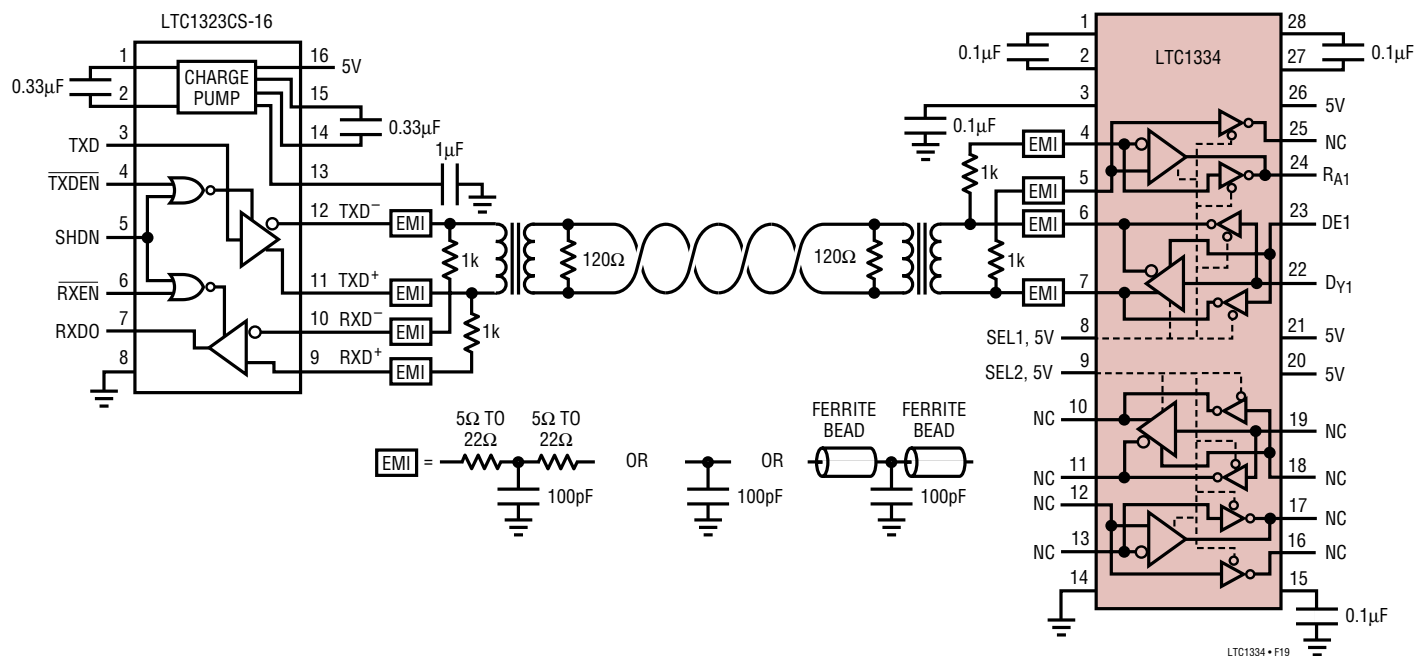 LTC1323CS-16
1
2
3
4
5
6
7
8
0.33µF
TXD
TXDEN
SHDN
RXEN
RXDO
CHARGE
PUMP
16
5V
15
14
0.33µF
13
1µF
12
TXD−
EMI
11
TXD+
EMI
10
RXD−
EMI
9
RXD+
EMI
1k
1k
120Ω
120Ω
1k
1k
EMI
EMI
EMI
EMI
LTC1334
1
2
0.1µF
3
0.1µF
4
5
6
7
8
SEL1, 5V
9
SEL2, 5V
10
NC
11
NC
12
NC
13
NC
14
28
27
0.1µF
26
5V
25
NC
24
RA1
23
DE1
22
DY1
21
5V
20
5V
19
NC
18
NC
17
NC
16
NC
15
0.1µF
EMI =
5Ω TO
22Ω
5Ω TO
22Ω
100pF
OR
100pF
OR
FERRITE
BEAD
FERRITE
BEAD
100pF
LTC1334 • F19